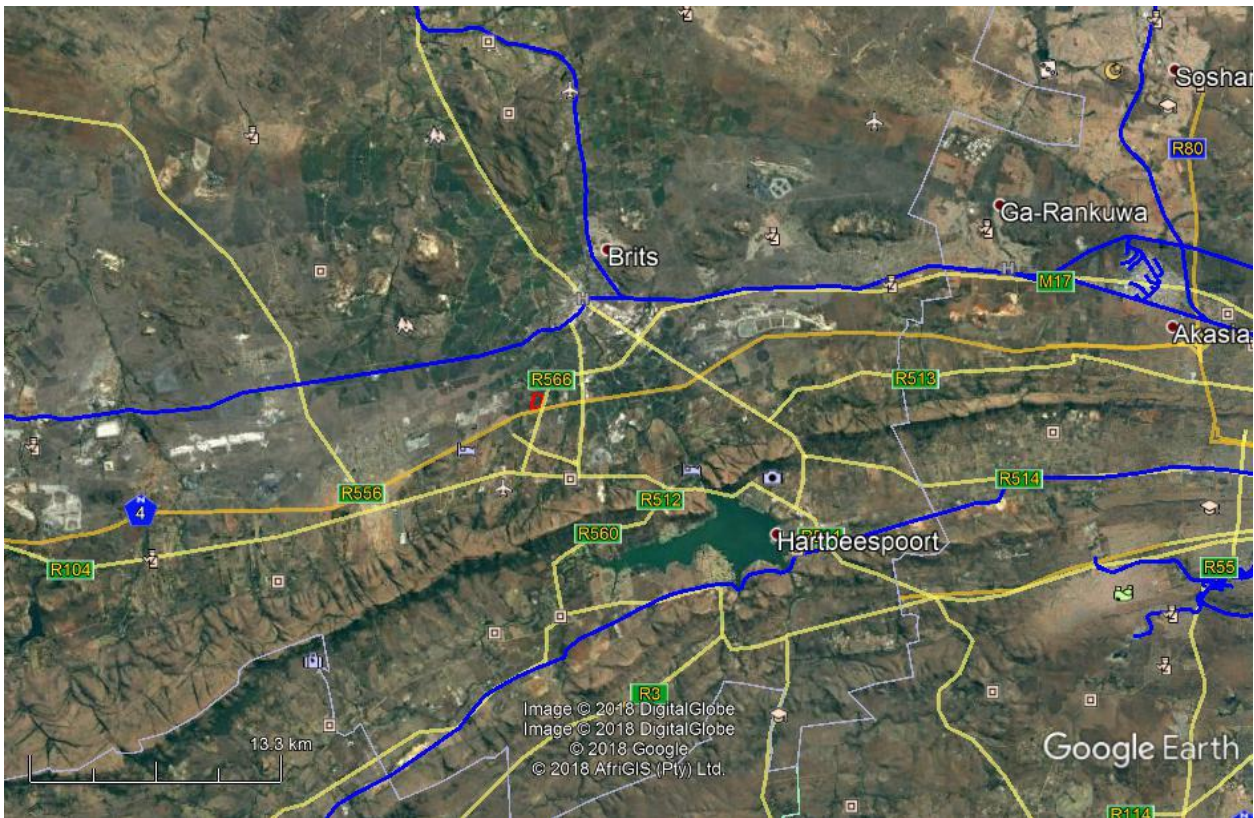 Soshan
R80
Ga-Rankuwa
Brits
M17
Akasia
R566
R513
R556
N
4
R512
R514
R560
Hartbeespoort
R104
R55
R3
Image © 2018 DigitalGlobe
Image © 2018 DigitalGlobe
© 2018 Google
© 2018 AfriGIS (Pty) Ltd.
13.3 km
Google Earth
R114